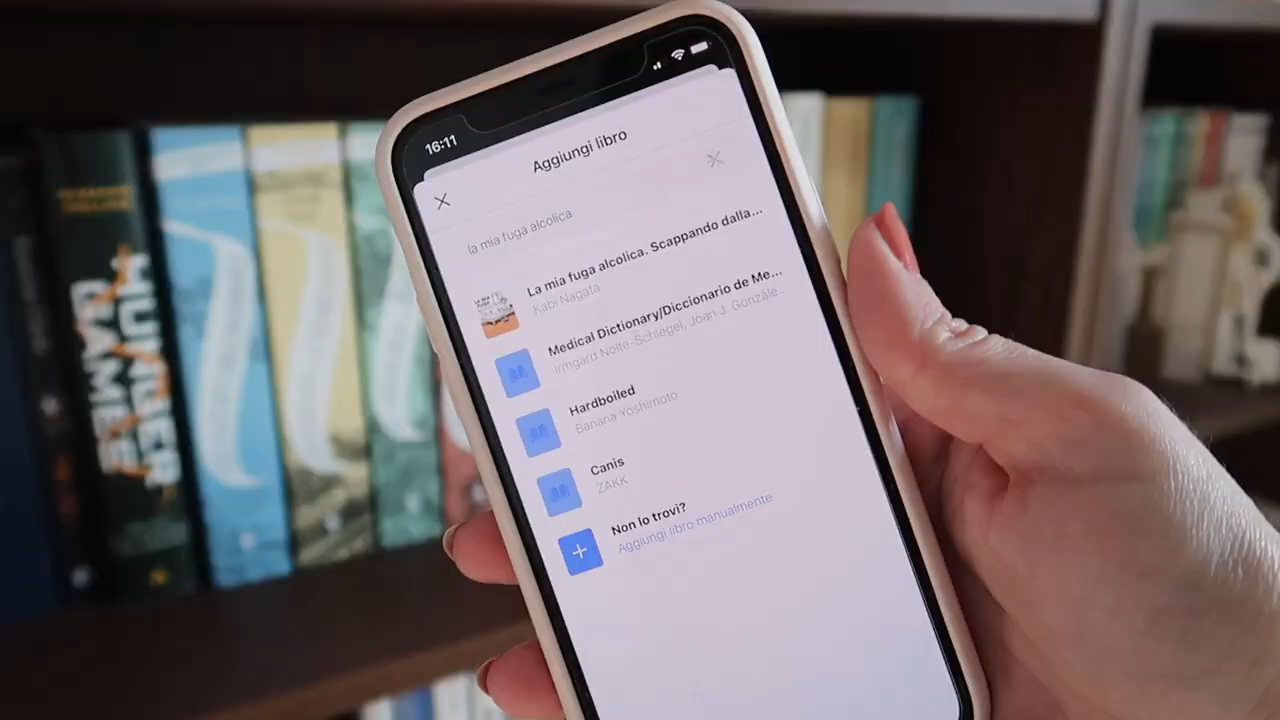 16:11
Aggiungi libro
la mia fuga alcolica
La mia fuga alcolica. Scappando dalla...
Kabi Nagata
Medical Dictionary/Diccionario de Me...
Irmgard Nolte-Schlegel, Joan J. Gonzále..
Hardboiled
Banana Yoshimoto
Canis
ZAKK
Non lo trovi?
Aggiungi libro manualmente
HUNGER
GAMES